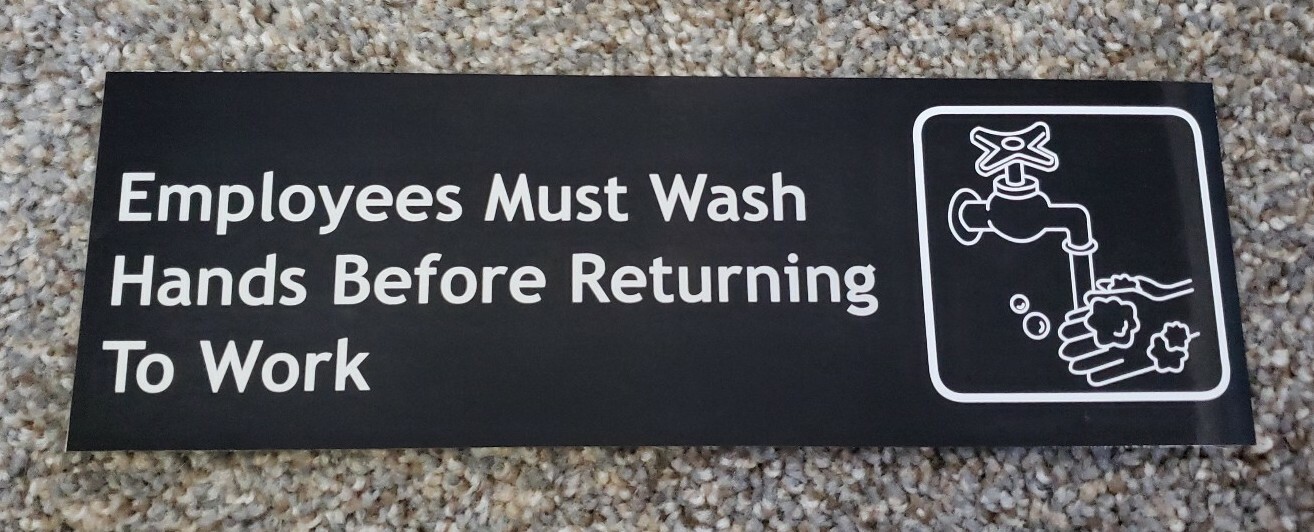 Employees Must Wash
Hands Before Returning
To Work